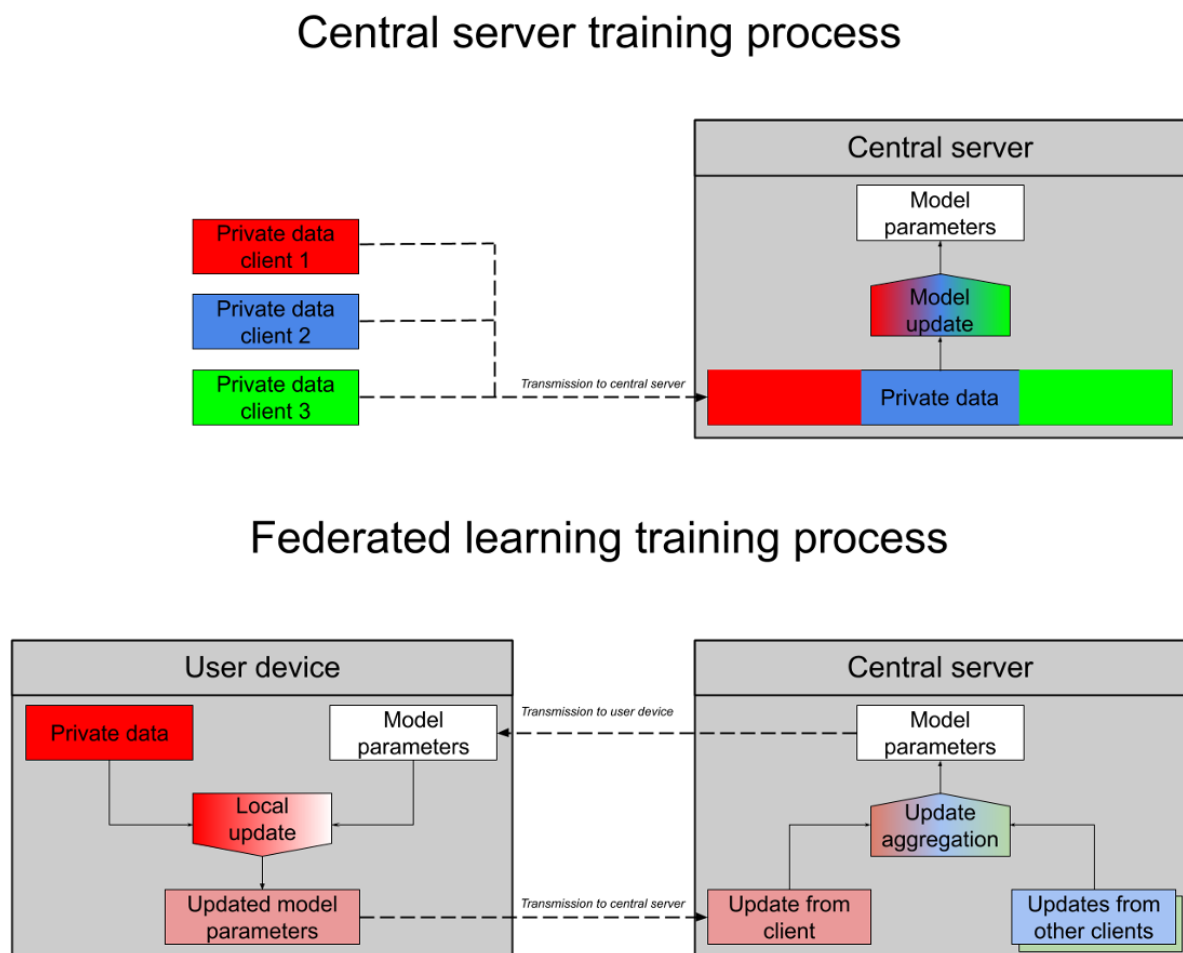 Central server training process
Central server
Model
parameters
Private data
client 1
Model
update
Private data
client 2
Private data
client 3
Transmission to central server
Private data
Federated learning training process
User device
Central server
Private data
Model
parameters
Transmission to user device
Model
parameters
Local
update
Update
aggregation
Updated model
parameters
Transmission to central server
Update from
client
Updates from
other clients